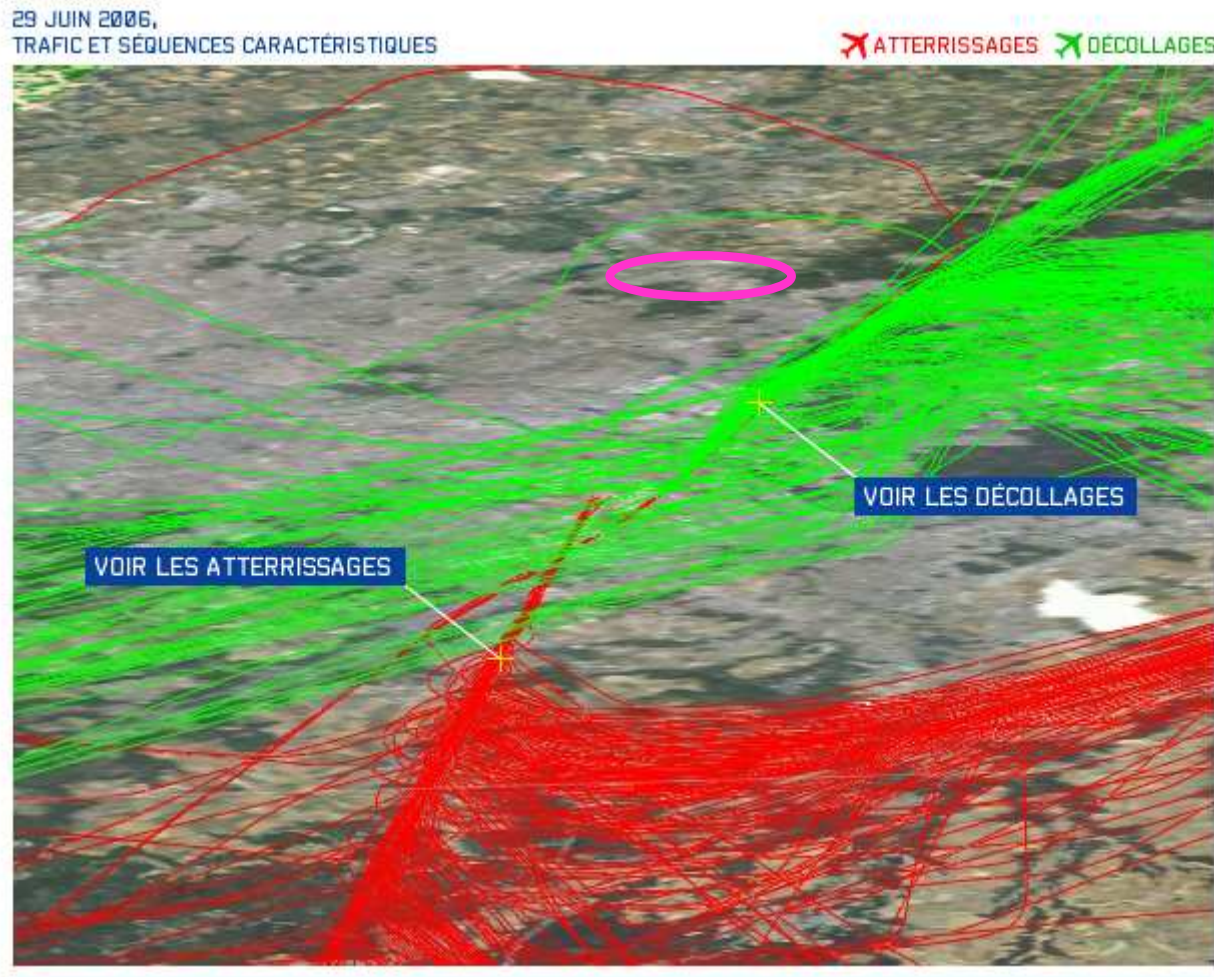 29 JUIN 2006,
TRAFIC ET SÉQUENCES CARACTÉRISTIQUES
ATTERRISSAGES DÉCOLLAGES
VOIR LES DÉCOLLAGES
VOIR LES ATTERRISSAGES